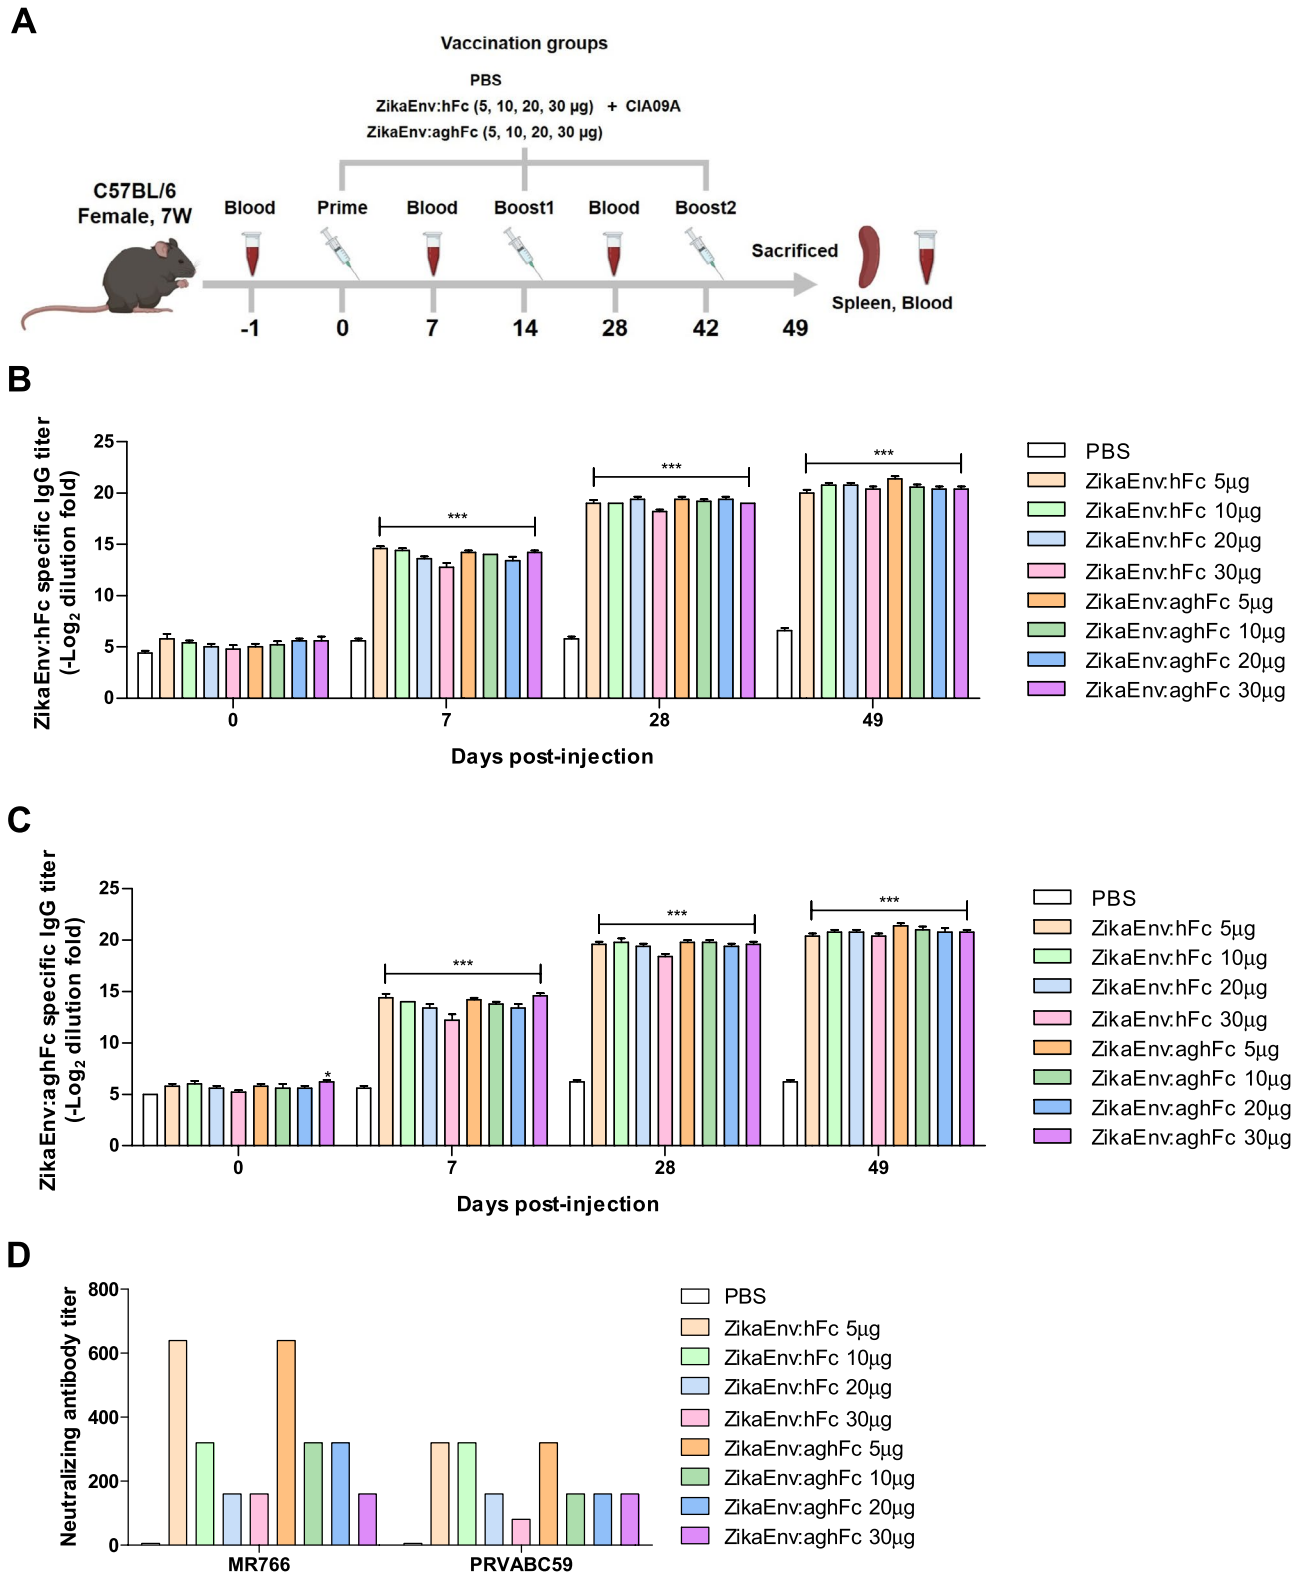 A
Vaccination groups
PBS
ZikaEnv:hFc (5, 10, 20, 30 µg) + CIA09A
ZikaEnv:aghFc (5, 10, 20, 30 µg)
C57BL/6
Female, 7W
Blood Prime Blood Boost1 Blood Boost2
Sacrificed
Spleen, Blood
-1 0 7 14 28 42 49
B
ZikaEnv:hFc specific IgG titer
(-Log2 dilution fold)
25
20
15
10
5
0
***
***
***
0 7 28 49
Days post-injection
PBS
ZikaEnv:hFc 5µg
ZikaEnv:hFc 10µg
ZikaEnv:hFc 20µg
ZikaEnv:hFc 30µg
ZikaEnv:aghFc 5µg
ZikaEnv:aghFc 10µg
ZikaEnv:aghFc 20µg
ZikaEnv:aghFc 30µg
C
ZikaEnv:aghFc specific IgG titer
(-Log2 dilution fold)
25
20
15
10
5
0
*
***
***
***
0 7 28 49
Days post-injection
PBS
ZikaEnv:hFc 5µg
ZikaEnv:hFc 10µg
ZikaEnv:hFc 20µg
ZikaEnv:hFc 30µg
ZikaEnv:aghFc 5µg
ZikaEnv:aghFc 10µg
ZikaEnv:aghFc 20µg
ZikaEnv:aghFc 30µg
D
Neutralizing antibody titer
800
600
400
200
0
MR766 PRVABC59
PBS
ZikaEnv:hFc 5µg
ZikaEnv:hFc 10µg
ZikaEnv:hFc 20µg
ZikaEnv:hFc 30µg
ZikaEnv:aghFc 5µg
ZikaEnv:aghFc 10µg
ZikaEnv:aghFc 20µg
ZikaEnv:aghFc 30µg